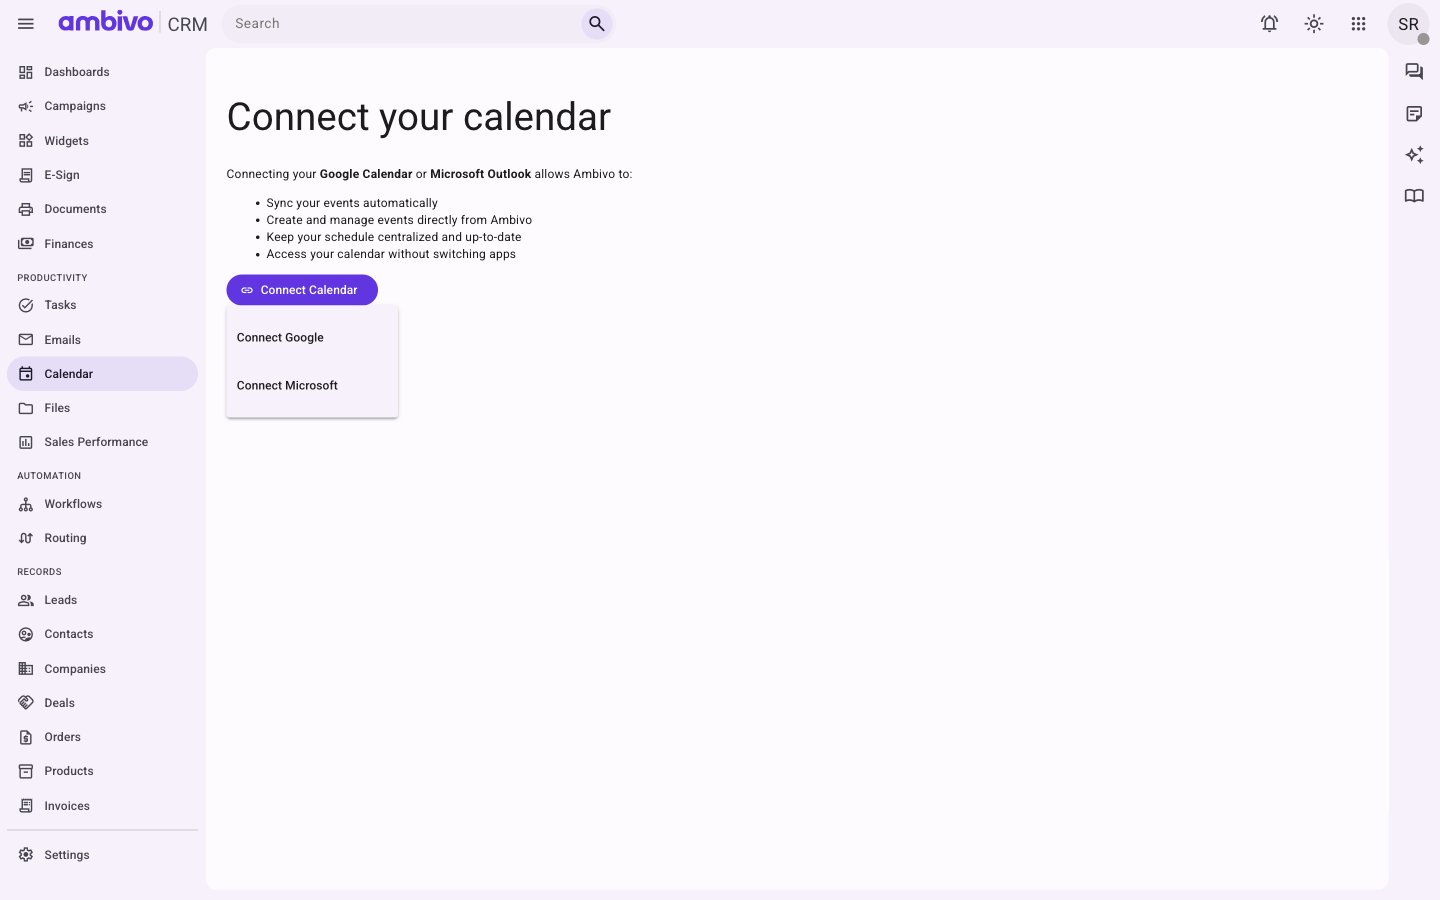 ambivo CRM
Search
SR
Dashboards
Campaigns
Widgets
E-Sign
Documents
Finances
PRODUCTIVITY
Tasks
Emails
Calendar
Files
Sales Performance
AUTOMATION
Workflows
Routing
RECORDS
Leads
Contacts
Companies
Deals
Orders
Products
Invoices
Settings
Connect your calendar
Connecting your Google Calendar or Microsoft Outlook allows Ambivo to:
• Sync your events automatically
• Create and manage events directly from Ambivo
• Keep your schedule centralized and up-to-date
• Access your calendar without switching apps
Connect Calendar
Connect Google
Connect Microsoft